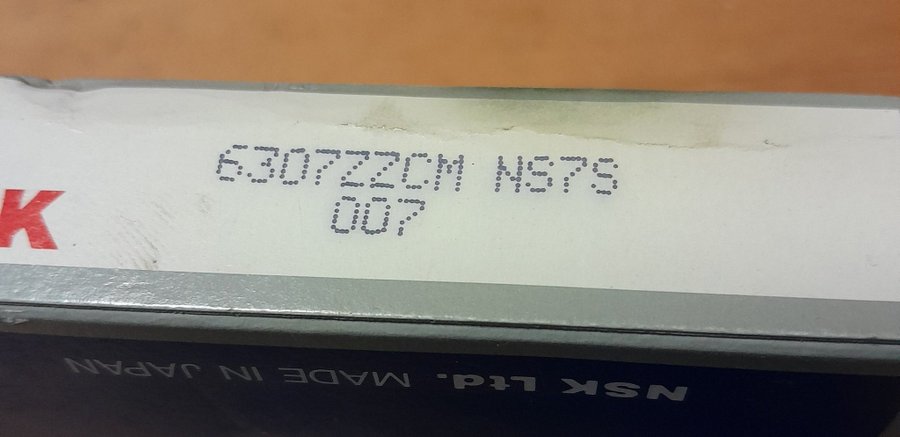 6307ZZCM NS7S
007
K
NSK Ltd. MADE IN JAPAN